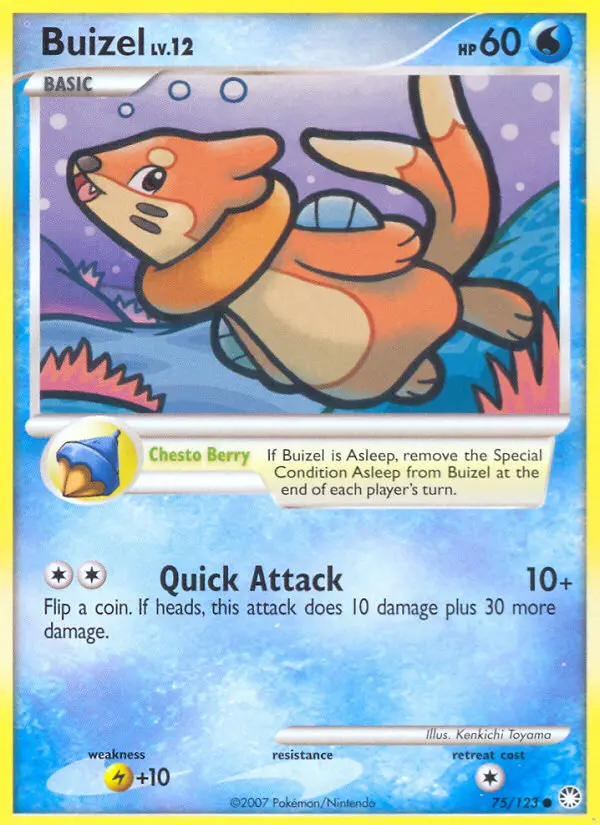 Buizel LV.12 HP 60
BASIC
Chesto Berry If Buizel is Asleep, remove the Special
Condition Asleep from Buizel at the
end of each player's turn.
Quick Attack 10+
Flip a coin. If heads, this attack does 10 damage plus 30 more
damage.
Illus. Kenkichi Toyama
weakness resistance retreat cost
+10
©2007 Pokémon/Nintendo 75/123